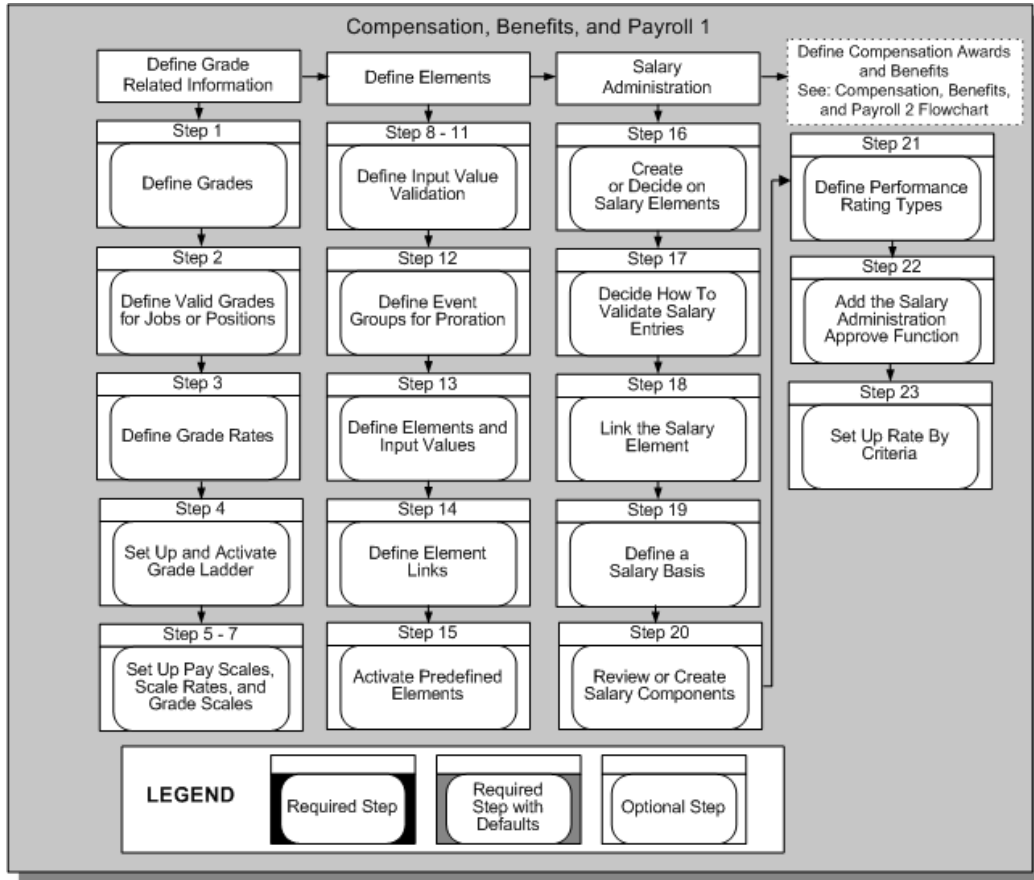 Compensation, Benefits, and Payroll 1
Define Grade
Related Information
Define Elements
Salary
Administration
Define Compensation Awards
and Benefits
See: Compensation, Benefits,
and Payroll 2 Flowchart
Step 1
Define Grades
Step 2
Define Valid Grades
for Jobs or Positions
Step 3
Define Grade Rates
Step 4
Set Up and Activate
Grade Ladder
Step 5 - 7
Set Up Pay Scales,
Scale Rates, and
Grade Scales
Step 8 - 11
Define Input Value
Validation
Step 12
Define Event
Groups for Proration
Step 13
Define Elements and
Input Values
Step 14
Define Element
Links
Step 15
Activate Predefined
Elements
Step 16
Create
or Decide on
Salary Elements
Step 17
Decide How To
Validate Salary
Entries
Step 18
Link the Salary
Element
Step 19
Define a
Salary Basis
Step 20
Review or Create
Salary Components
Step 21
Define Performance
Rating Types
Step 22
Add the Salary
Administration
Approve Function
Step 23
Set Up Rate By
Criteria
LEGEND
Required Step
Required
Step with
Defaults
Optional Step